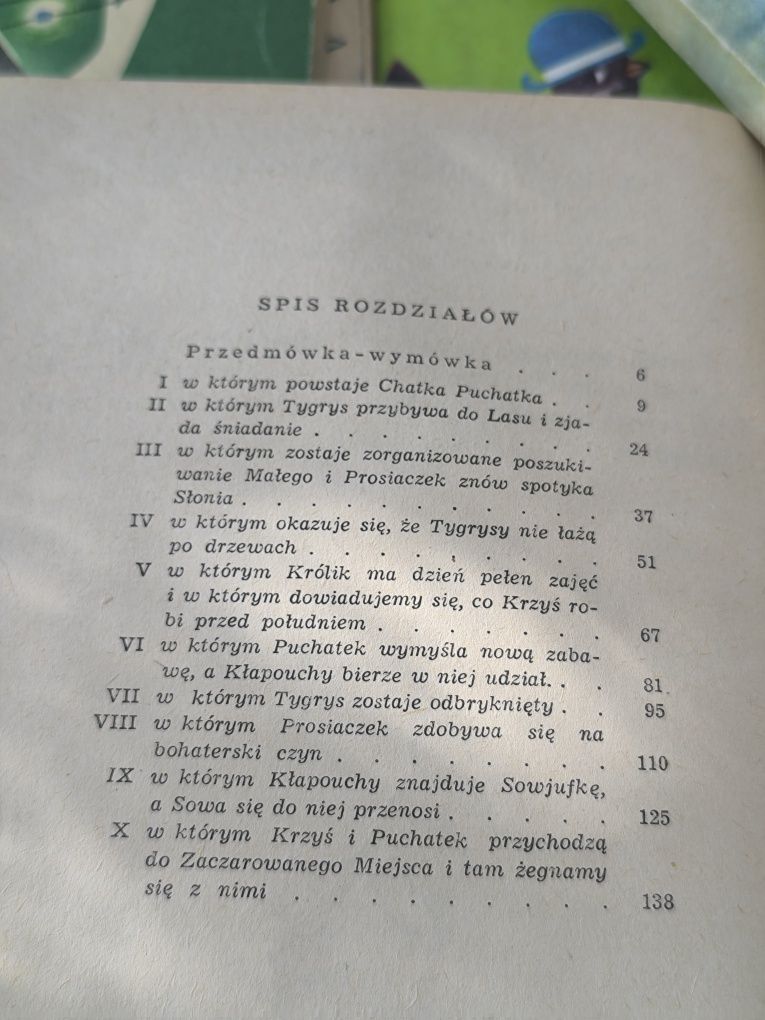 SPIS ROZDZIAŁÓW
Przedmówka-wymówka . . . 6
I w którym powstaje Chatka Puchatka . . 9
II w którym Tygrys przybywa do Lasu i zja-
da śniadanie . . . . . . . . . 24
III w którym zostaje zorganizowane poszuki-
wanie Małego i Prosiaczek znów spotyka
Słonia . . . . . . . . . . . 37
IV w którym okazuje się, że Tygrysy nie łażą
po drzewach . . . . . . . . . 51
V w którym Królik ma dzień pełen zajęć
i w którym dowiadujemy się, co Krzyś ro-
bi przed południem . . . . . . . 67
VI w którym Puchatek wymyśla nową zaba-
wę, a Kłapouchy bierze w niej udział. . . 81
VII w którym Tygrys zostaje odbryknięty . . 95
VIII w którym Prosiaczek zdobywa się na
bohaterski czyn . . . . . . . . 110
IX w którym Kłapouchy znajduje Sowjufkę,
a Sowa się do niej przenosi . . . . . 125
X w którym Krzyś i Puchatek przychodzą
do Zaczarowanego Miejsca i tam żegnamy
się z nimi . . . . . . . . . 138